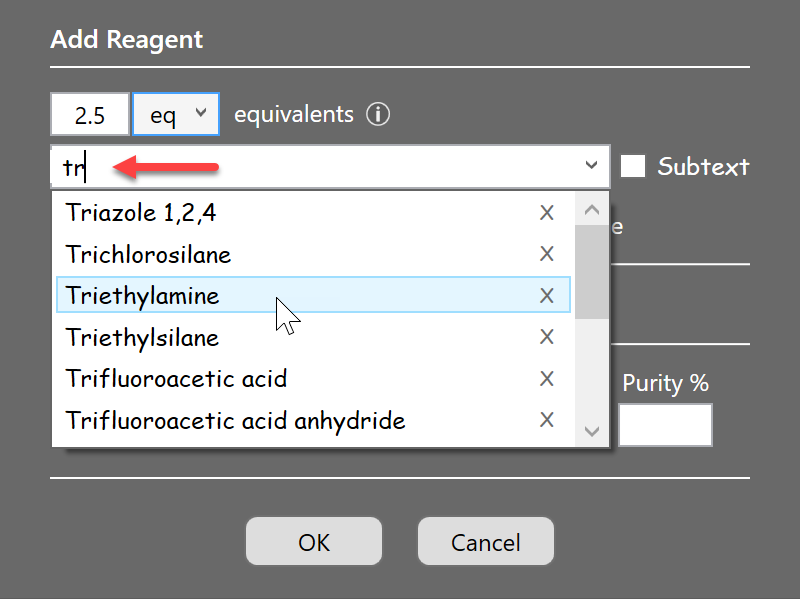 Add Reagent
2.5 eq equivalents
tr Subtext
Triazole 1,2,4 X
e
Trichlorosilane X
Triethylamine X
Triethylsilane X
Trifluoroacetic acid X Purity %
Trifluoroacetic acid anhydride X
OK Cancel